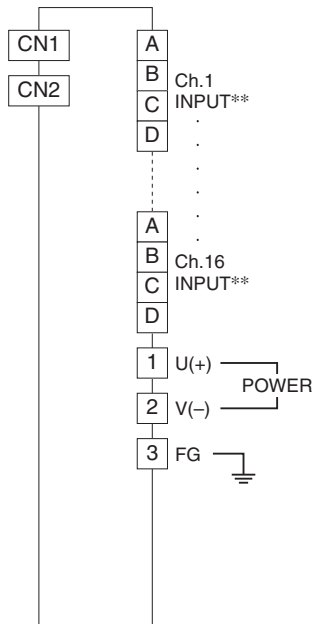 CN1
CN2
A
B
C
D
Ch.1
INPUT**
A
B
C
D
Ch.16
INPUT**
1 U(+)
POWER
2 V(–)
3 FG